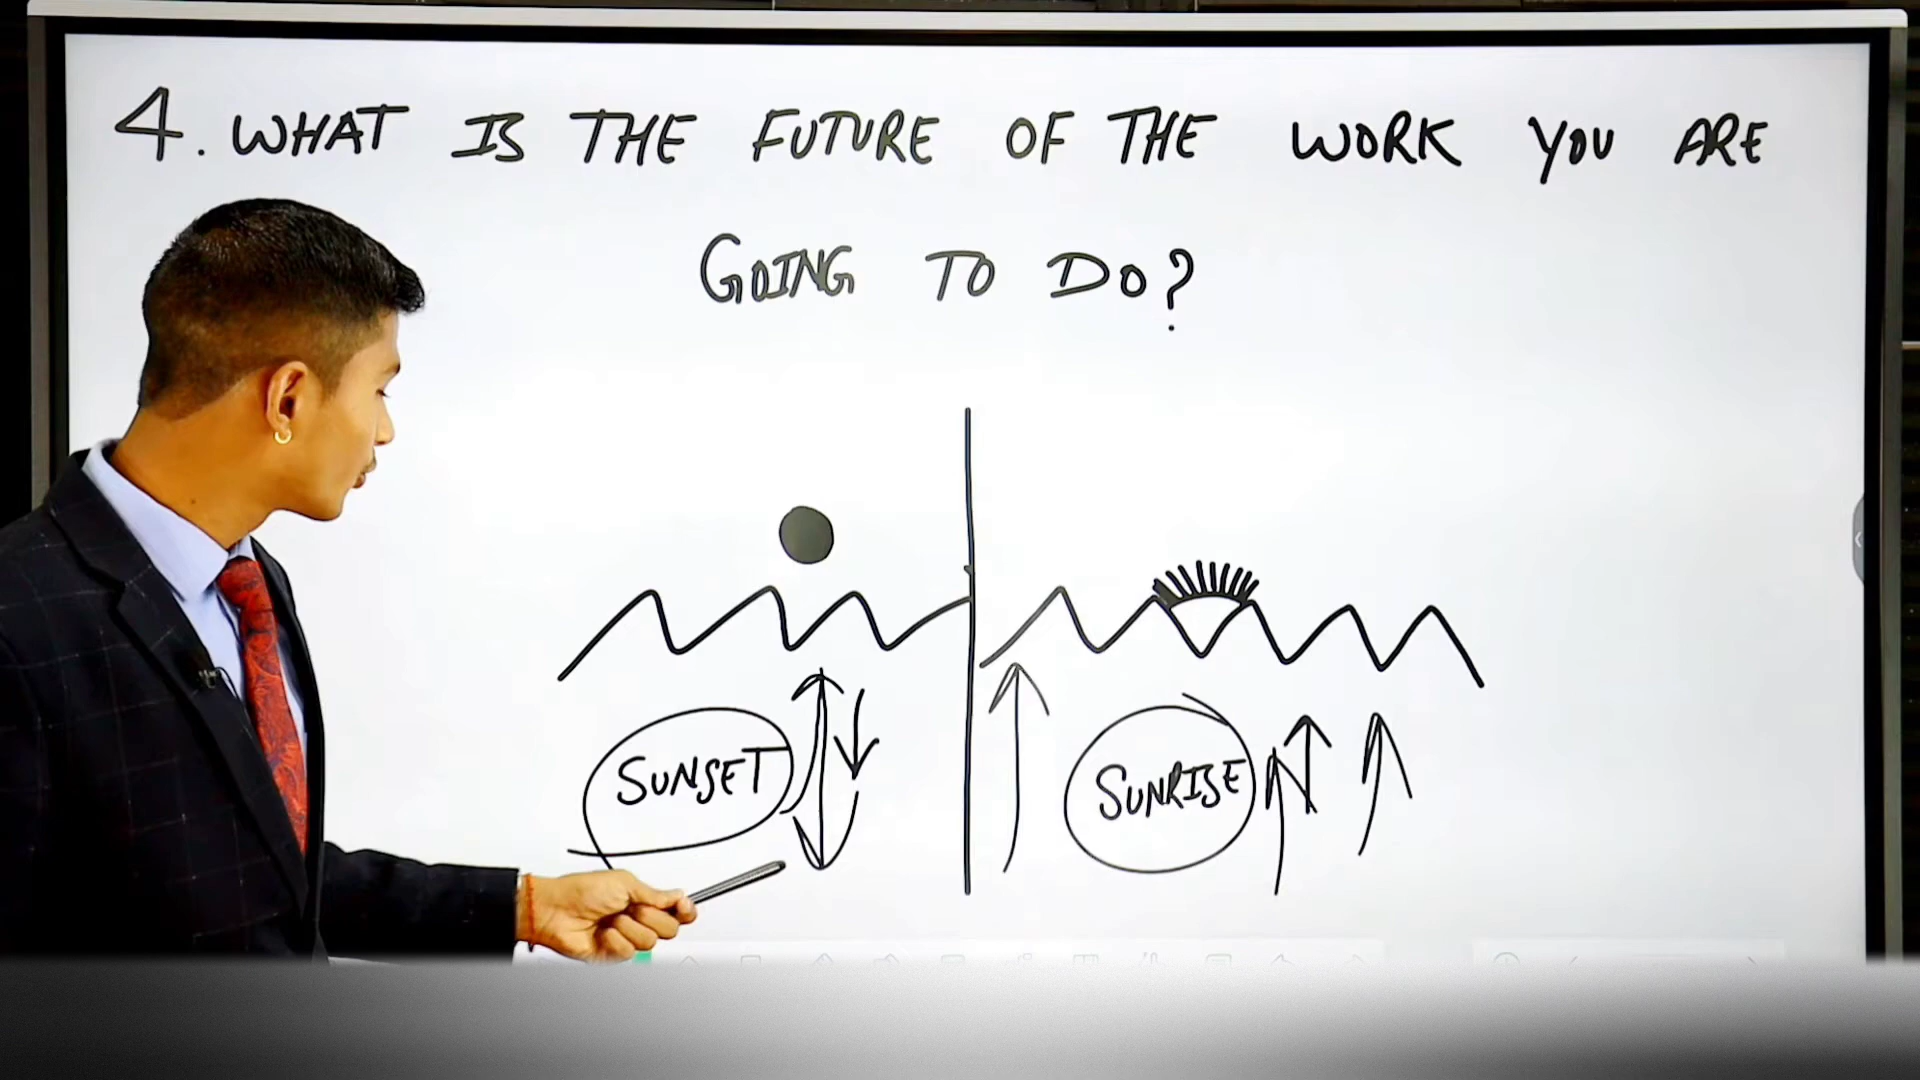 4. WHAT IS THE FUTURE OF THE WORK YOU ARE
GOING TO DO?
SUNSET
SUNRISE